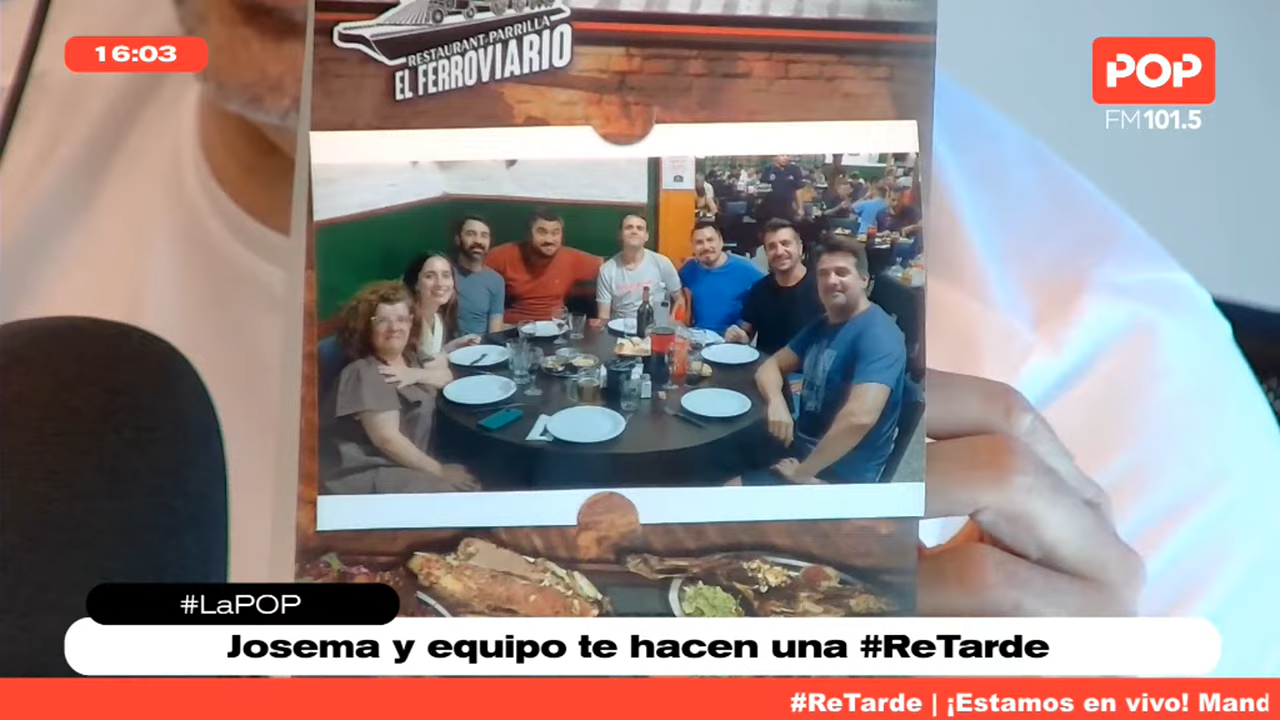 RESTAURANT PARRILLA
EL FERROVIARIO
16:03
POP
FM 101.5
#LaPOP
Josema y equipo te hacen una #ReTarde
#ReTarde | ¡Estamos en vivo! Mand